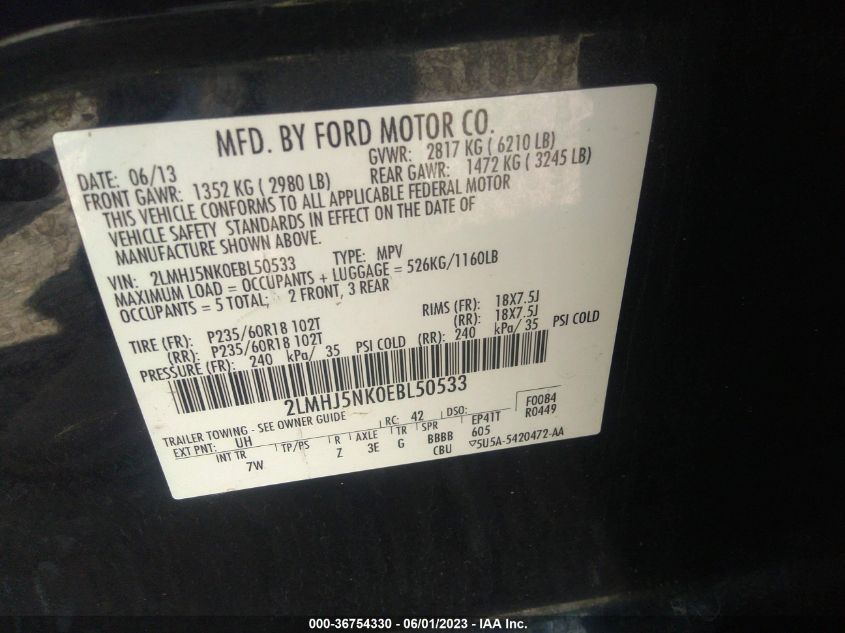 MFD. BY FORD MOTOR CO.
DATE: 06/13 GVWR: 2817 KG ( 6210 LB)
FRONT GAWR: 1352 KG ( 2980 LB) REAR GAWR: 1472 KG ( 3245 LB)
THIS VEHICLE CONFORMS TO ALL APPLICABLE FEDERAL MOTOR
VEHICLE SAFETY STANDARDS IN EFFECT ON THE DATE OF
MANUFACTURE SHOWN ABOVE.
VIN: 2LMHJ5NK0EBL50533 TYPE: MPV
MAXIMUM LOAD = OCCUPANTS + LUGGAGE = 526KG/1160LB
OCCUPANTS = 5 TOTAL; 2 FRONT, 3 REAR
TIRE (FR): P235/60R18 102T RIMS (FR): 18X7.5J
(RR): P235/60R18 102T (RR): 18X7.5J
PRESSURE (FR): 240 kPa/ 35 PSI COLD (RR): 240 kPa/ 35 PSI COLD
2LMHJ5NK0EBL50533
TRAILER TOWING - SEE OWNER GUIDE F0084
EXT PNT: UH RC: 42 DSO: R0449
INT TR TP/PS R AXLE TR SPR EP41T
7W Z 3E G BBBB 605
CBU ▽5U5A-5420472-AA
000-36754330 - 06/01/2023 - © IAA Inc.